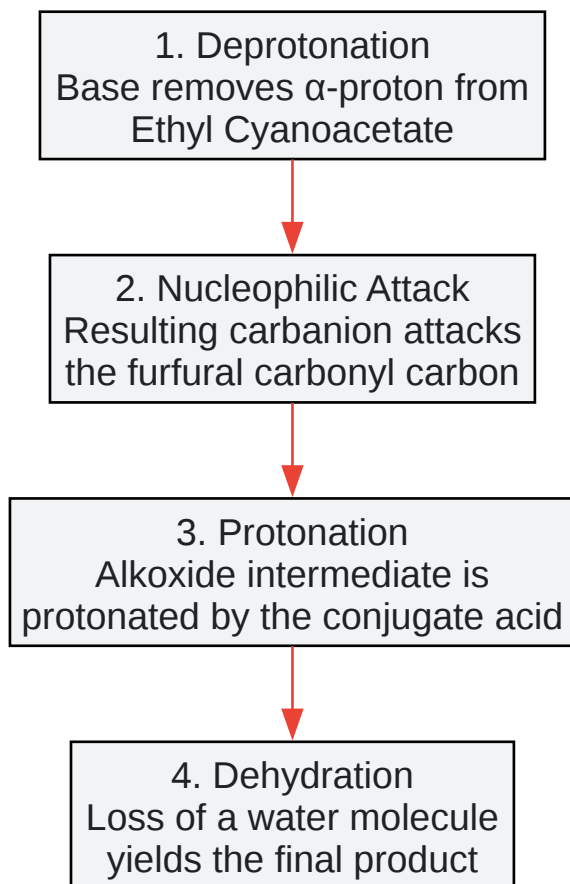 1. Deprotonation
Base removes α-proton from
Ethyl Cyanoacetate
2. Nucleophilic Attack
Resulting carbanion attacks
the furfural carbonyl carbon
3. Protonation
Alkoxide intermediate is
protonated by the conjugate acid
4. Dehydration
Loss of a water molecule
yields the final product